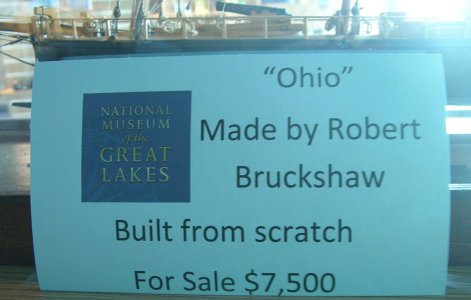 "Ohio"
NATIONAL
MUSEUM
of the
GREAT
LAKES
Made by Robert
Bruckshaw
Built from scratch
For Sale $7,500